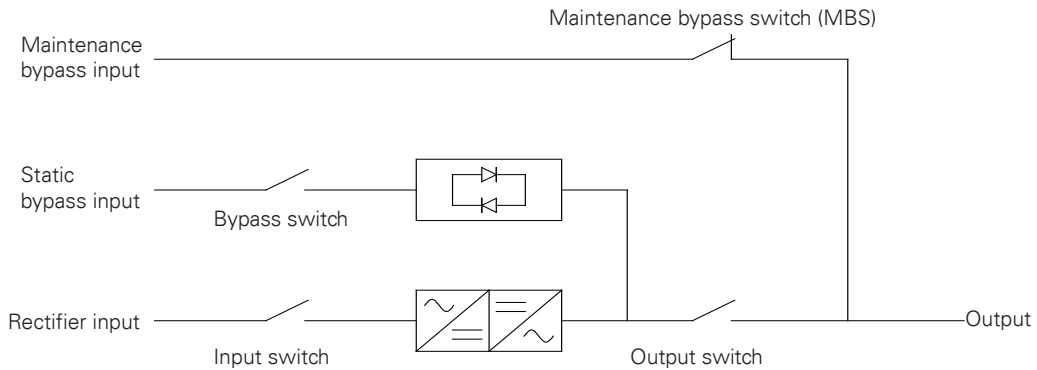 Maintenance bypass switch (MBS)
Maintenance
bypass input
Static
bypass input
Bypass switch
Rectifier input
Output
Input switch
Output switch